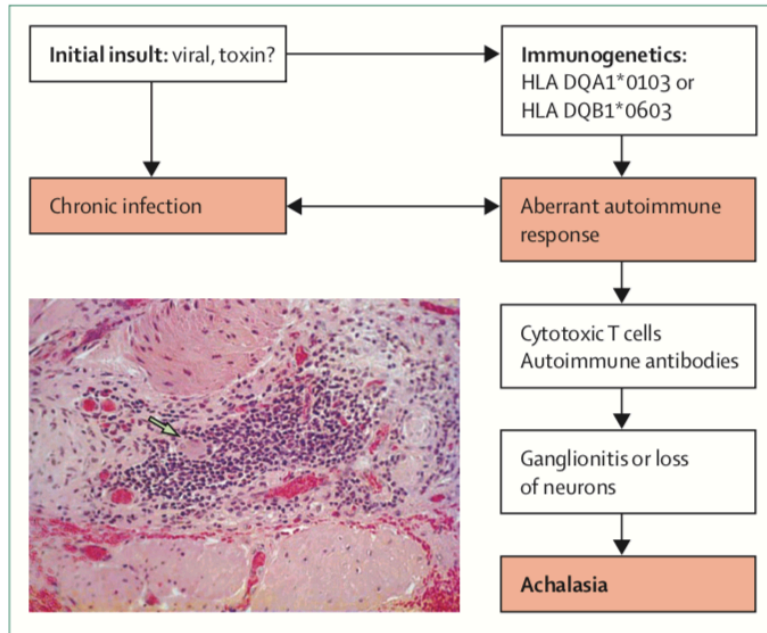 Initial insult: viral, toxin?
Immunogenetics:
HLA DQA1*0103 or
HLA DQB1*0603
Chronic infection
Aberrant autoimmune
response
Cytotoxic T cells
Autoimmune antibodies
Ganglionitis or loss
of neurons
Achalasia